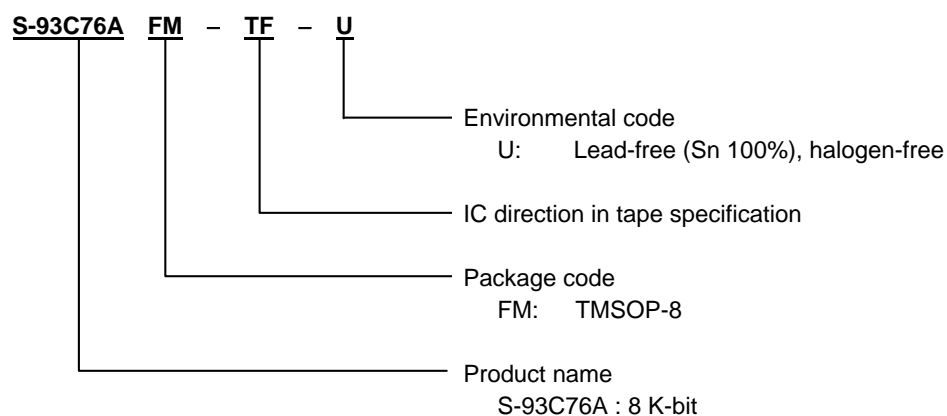 S-93C76A FM – TF – U
Environmental code
U: Lead-free (Sn 100%), halogen-free
IC direction in tape specification
Package code
FM: TMSOP-8
Product name
S-93C76A : 8 K-bit